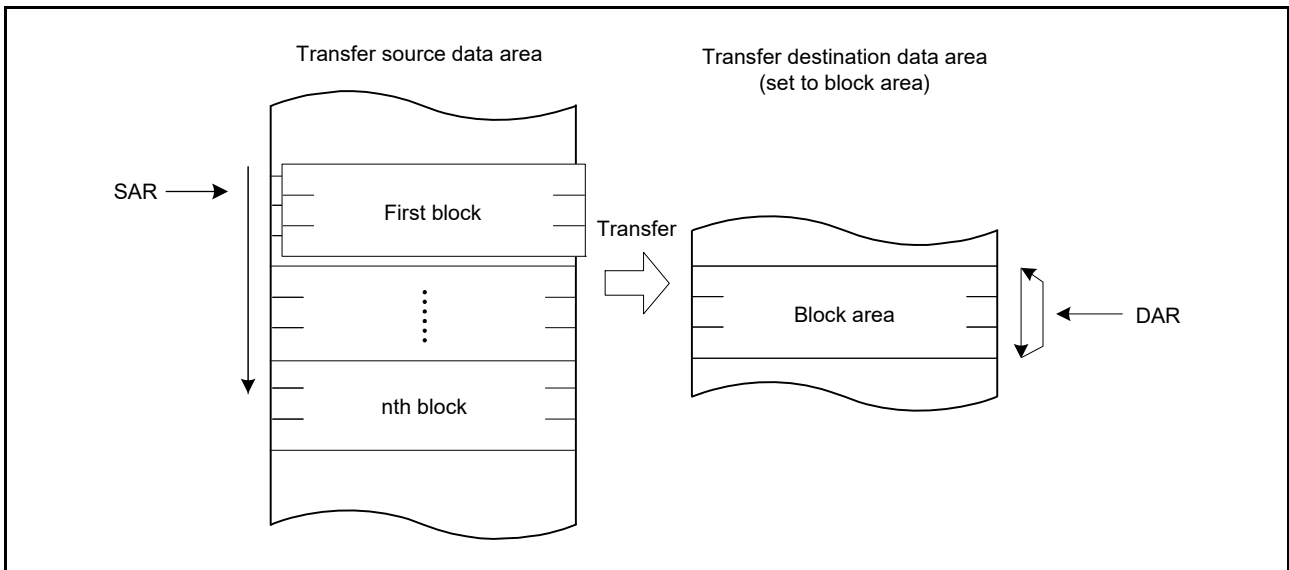 Transfer source data area
Transfer destination data area
(set to block area)
SAR
First block
Transfer
Block area
DAR
nth block